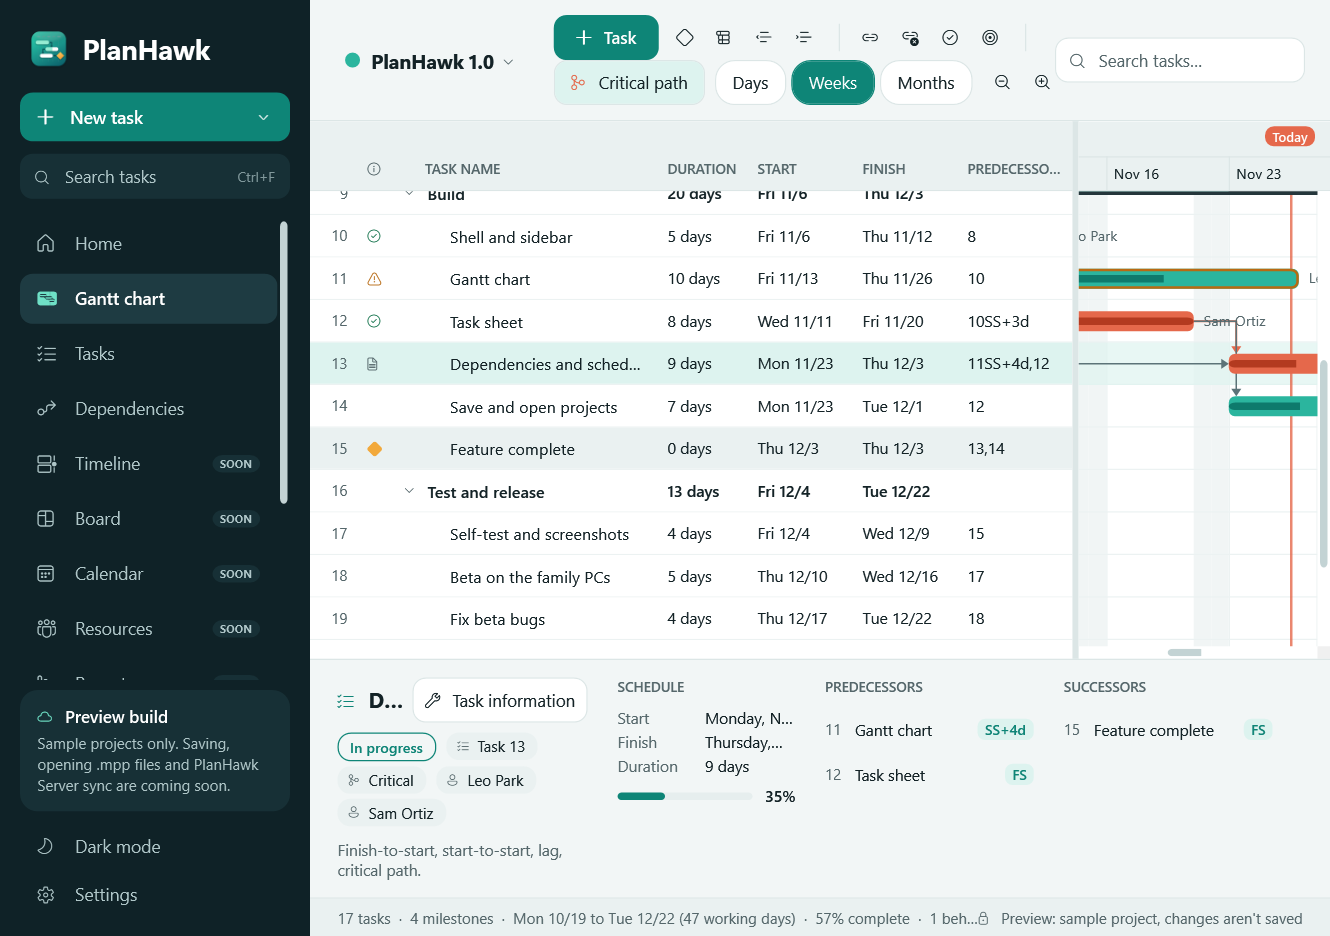 PlanHawk
New task
Search tasks Ctrl+F
Home
Gantt chart
Tasks
Dependencies
Timeline SOON
Board SOON
Calendar SOON
Resources SOON
Preview build
Sample projects only. Saving,
opening .mpp files and PlanHawk
Server sync are coming soon.
Dark mode
Settings
PlanHawk 1.0
Task
Critical path Days Weeks Months
Search tasks...
Today
TASK NAME DURATION START FINISH PREDECESSO...
Nov 16 Nov 23
9 Build 20 days Fri 11/6 Thu 12/3
10 Shell and sidebar 5 days Fri 11/6 Thu 11/12 8
o Park
11 Gantt chart 10 days Fri 11/13 Thu 11/26 10
12 Task sheet 8 days Wed 11/11 Fri 11/20 10SS+3d
Sam Ortiz
13 Dependencies and sched... 9 days Mon 11/23 Thu 12/3 11SS+4d,12
14 Save and open projects 7 days Mon 11/23 Tue 12/1 12
15 Feature complete 0 days Thu 12/3 Thu 12/3 13,14
16 Test and release 13 days Fri 12/4 Tue 12/22
17 Self-test and screenshots 4 days Fri 12/4 Wed 12/9 15
18 Beta on the family PCs 5 days Thu 12/10 Wed 12/16 17
19 Fix beta bugs 4 days Thu 12/17 Tue 12/22 18
D... Task information
In progress Task 13
Critical Leo Park
Sam Ortiz
Finish-to-start, start-to-start, lag,
critical path.
SCHEDULE
Start Monday, N...
Finish Thursday,...
Duration 9 days
35%
PREDECESSORS
11 Gantt chart SS+4d
12 Task sheet FS
SUCCESSORS
15 Feature complete FS
17 tasks · 4 milestones · Mon 10/19 to Tue 12/22 (47 working days) · 57% complete · 1 beh... Preview: sample project, changes aren't saved